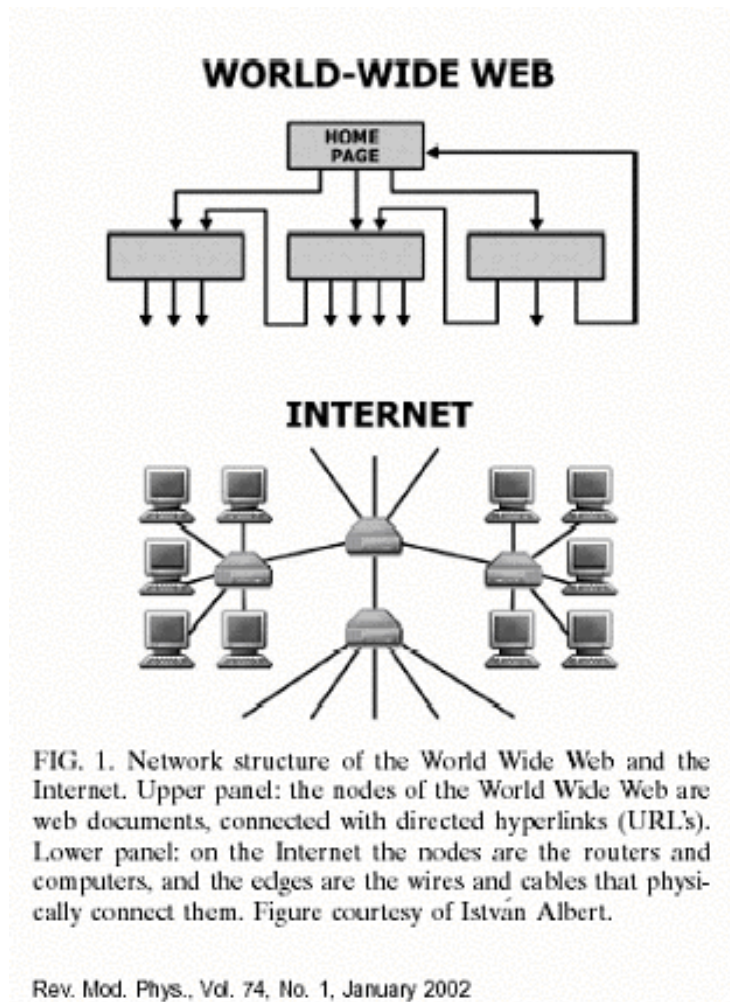 WORLD-WIDE WEB
HOME
PAGE
INTERNET
FIG. 1. Network structure of the World Wide Web and the
Internet. Upper panel: the nodes of the World Wide Web are
web documents, connected with directed hyperlinks (URL's).
Lower panel: on the Internet the nodes are the routers and
computers, and the edges are the wires and cables that physi-
cally connect them. Figure courtesy of István Albert.
Rev. Mod. Phys., Vol. 74, No. 1, January 2002